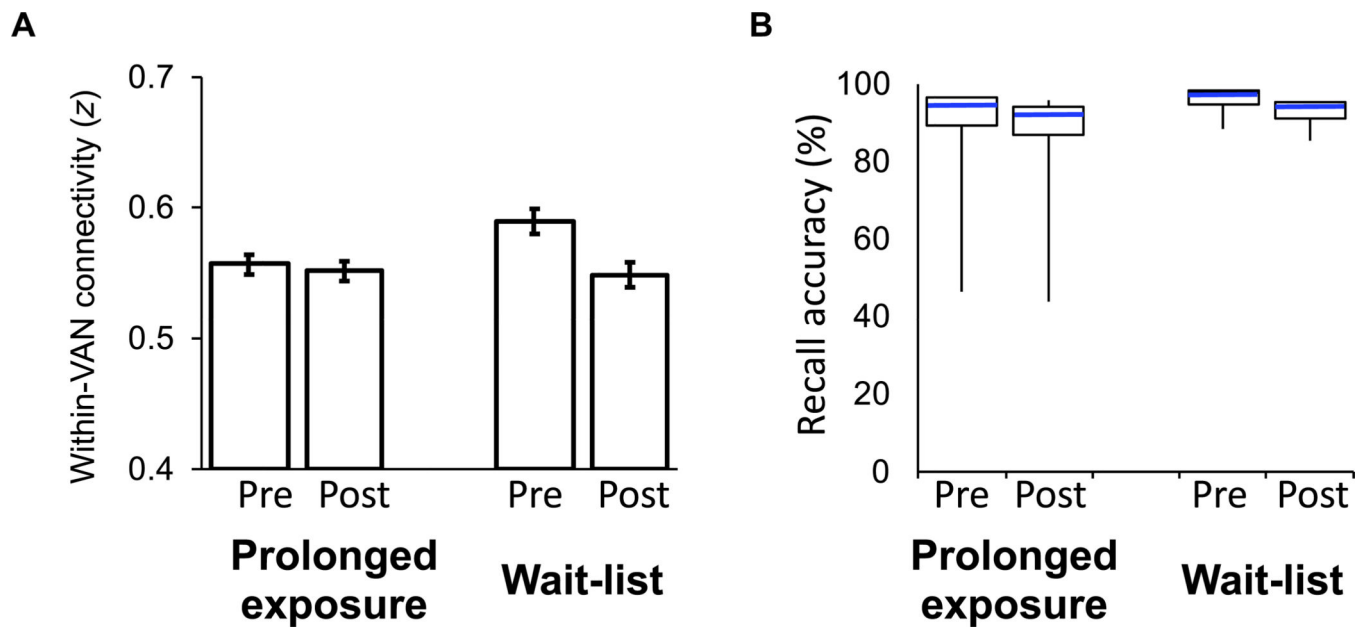 A
Within-VAN connectivity (z)
0.7
0.6
0.5
0.4
Pre Post Pre Post
Prolonged
exposure
Wait-list
B
Recall accuracy (%)
100
80
60
40
20
0
Pre Post Pre Post
Prolonged
exposure
Wait-list